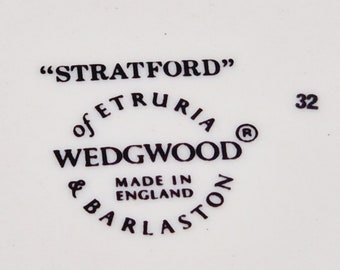 “STRATFORD”
32
of ETRURIA
WEDGWOOD®
MADE IN
ENGLAND
& BARLASTON